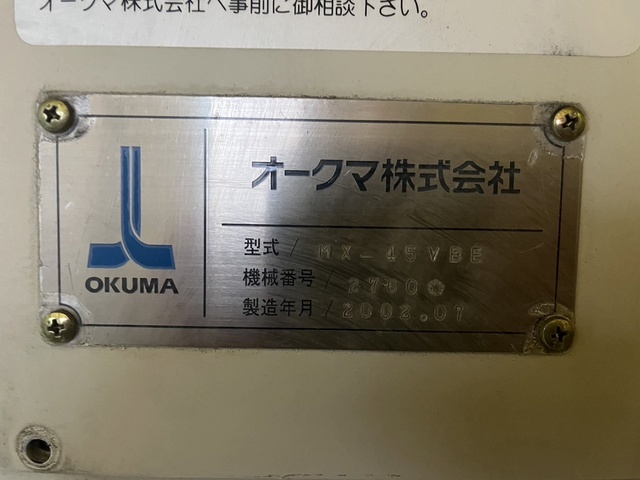 オークマ株式会社へ事前に御相談下さい。
オークマ株式会社
OKUMA
型式 / MX-45VBE
機械番号 /
製造年月 / 2002.07